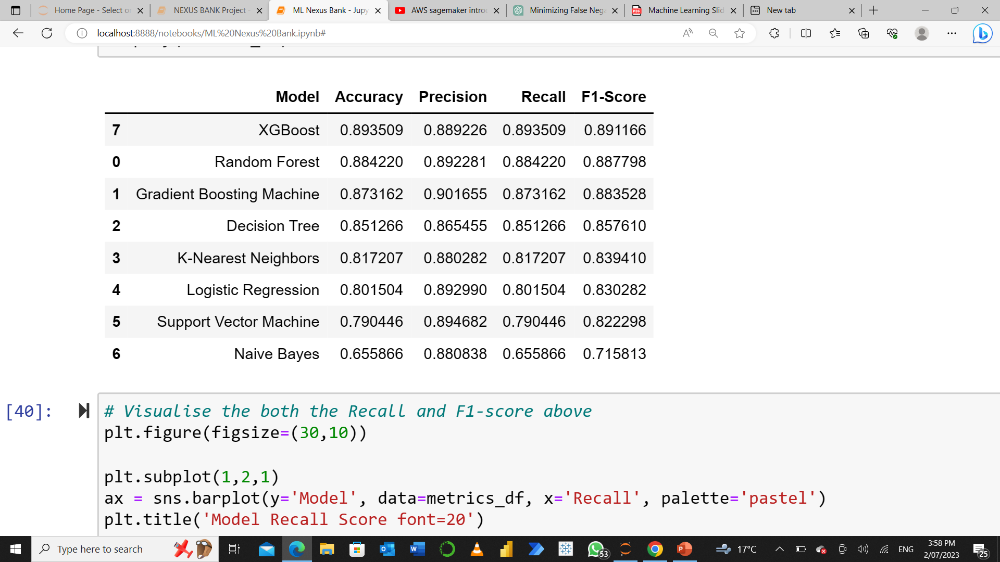 Home Page - Select or
NEXUS BANK Project -
ML Nexus Bank - Jupy
AWS sagemaker introd
Minimizing False Nega
Machine Learning Slid
New tab
localhost:8888/notebooks/ML%20Nexus%20Bank.ipynb#
Model Accuracy Precision Recall F1-Score
7 XGBoost 0.893509 0.889226 0.893509 0.891166
0 Random Forest 0.884220 0.892281 0.884220 0.887798
1 Gradient Boosting Machine 0.873162 0.901655 0.873162 0.883528
2 Decision Tree 0.851266 0.865455 0.851266 0.857610
3 K-Nearest Neighbors 0.817207 0.880282 0.817207 0.839410
4 Logistic Regression 0.801504 0.892990 0.801504 0.830282
5 Support Vector Machine 0.790446 0.894682 0.790446 0.822298
6 Naive Bayes 0.655866 0.880838 0.655866 0.715813
[40]: # Visualise the both the Recall and F1-score above
plt.figure(figsize=(30,10))
plt.subplot(1,2,1)
ax = sns.barplot(y='Model', data=metrics_df, x='Recall', palette='pastel')
plt.title('Model Recall Score font=20')
Type here to search
53
17°C
ENG
3:58 PM
2/07/2023
25